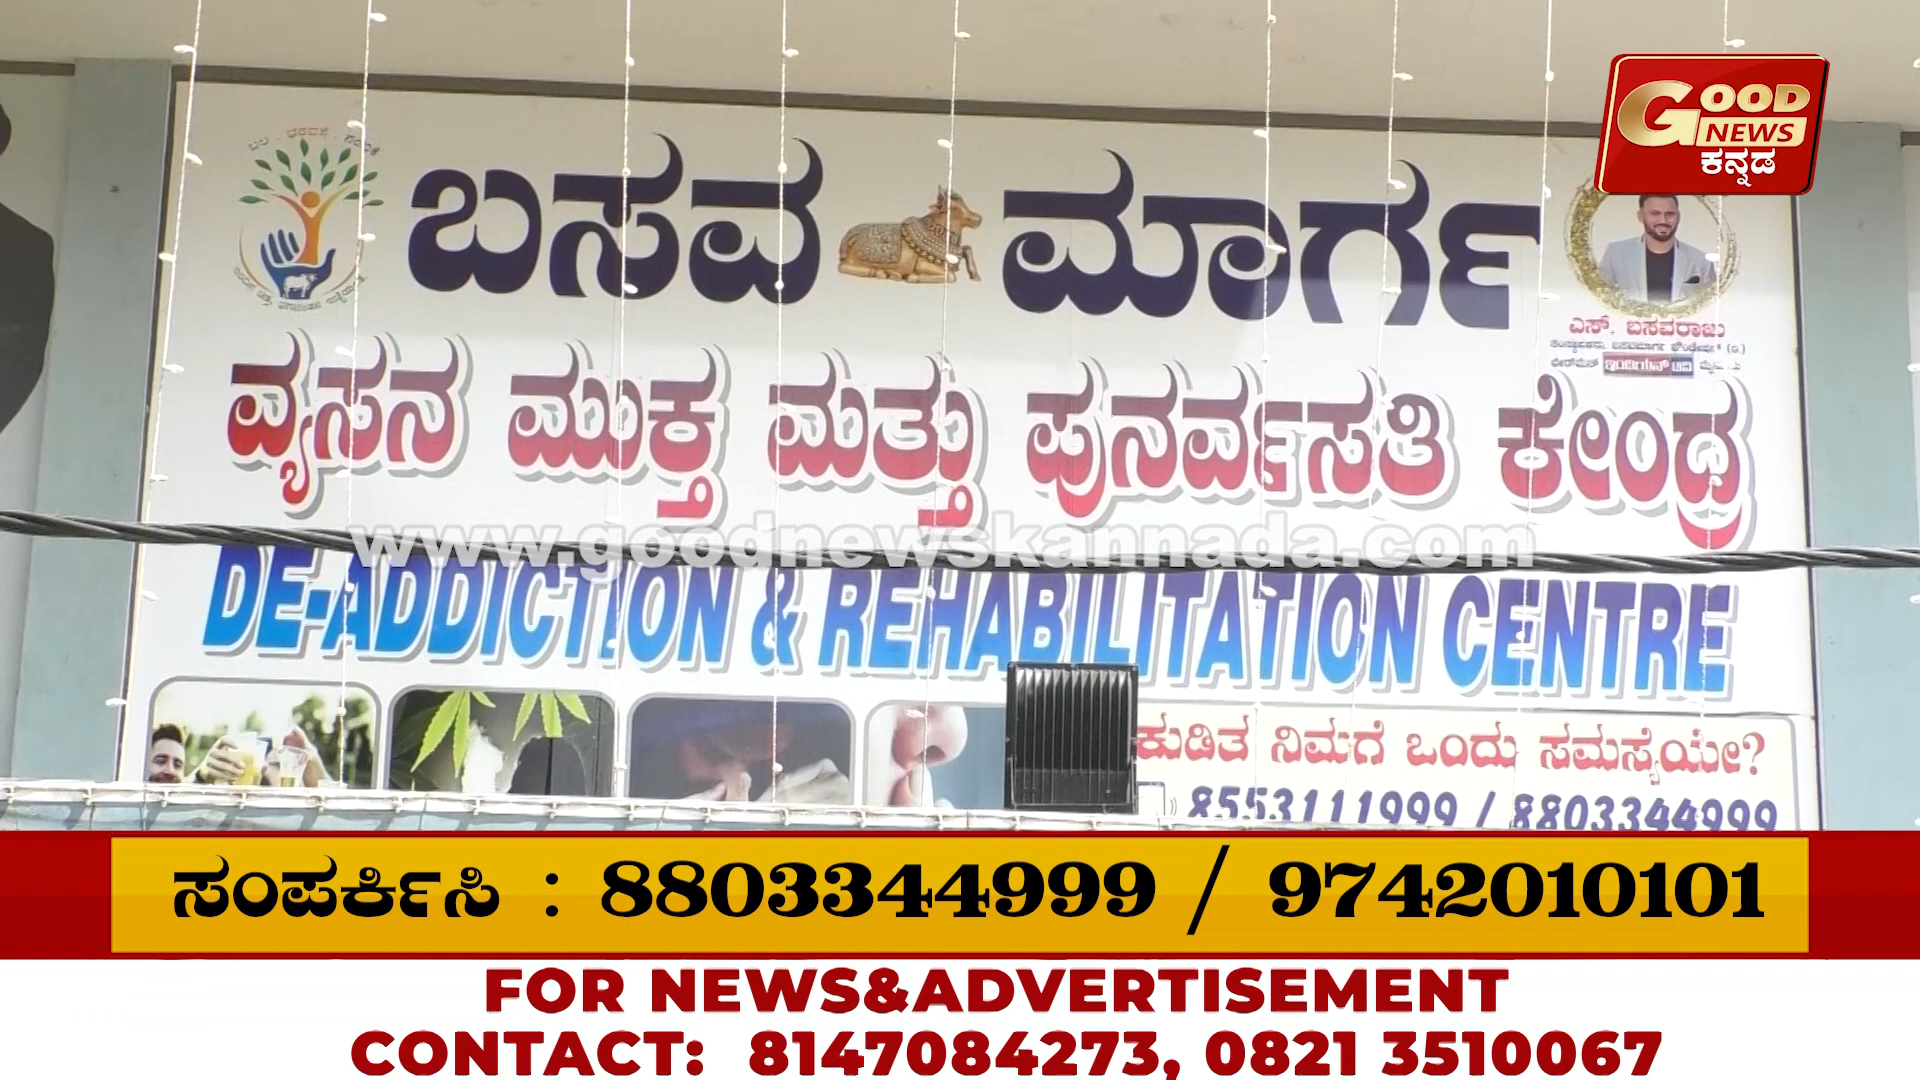 GOOD
NEWS
ಕನ್ನಡ
ಬಸವ ಮಾರ್ಗ
ಎಸ್. ಬಸವರಾಜು
ವ್ಯಸನ ಮುಕ್ತ ಮತ್ತು ಪುನರ್ವಸತಿ ಕೇಂದ್ರ
www.goodnewskannada.com
DE-ADDICTION & REHABILITATION CENTRE
ಕುಡಿತ ನಿಮಗೆ ಒಂದು ಸಮಸ್ಯೆಯೇ?
8553111999 / 8803344999
ಸಂಪರ್ಕಿಸಿ : 8803344999 / 9742010101
FOR NEWS&ADVERTISEMENT
CONTACT: 8147084273, 0821 3510067